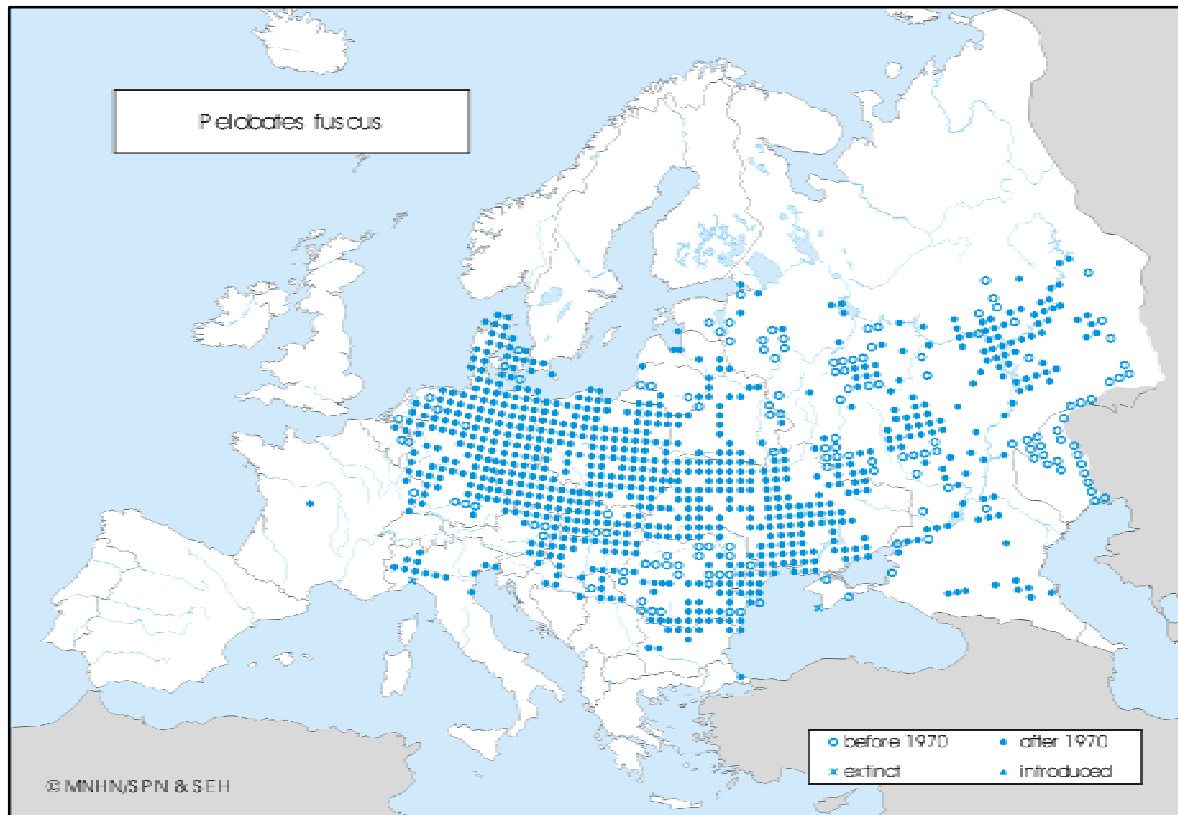 Pelobates fuscus
before 1970
after 1970
extinct
introduced
© MNHN/SPN & SEH